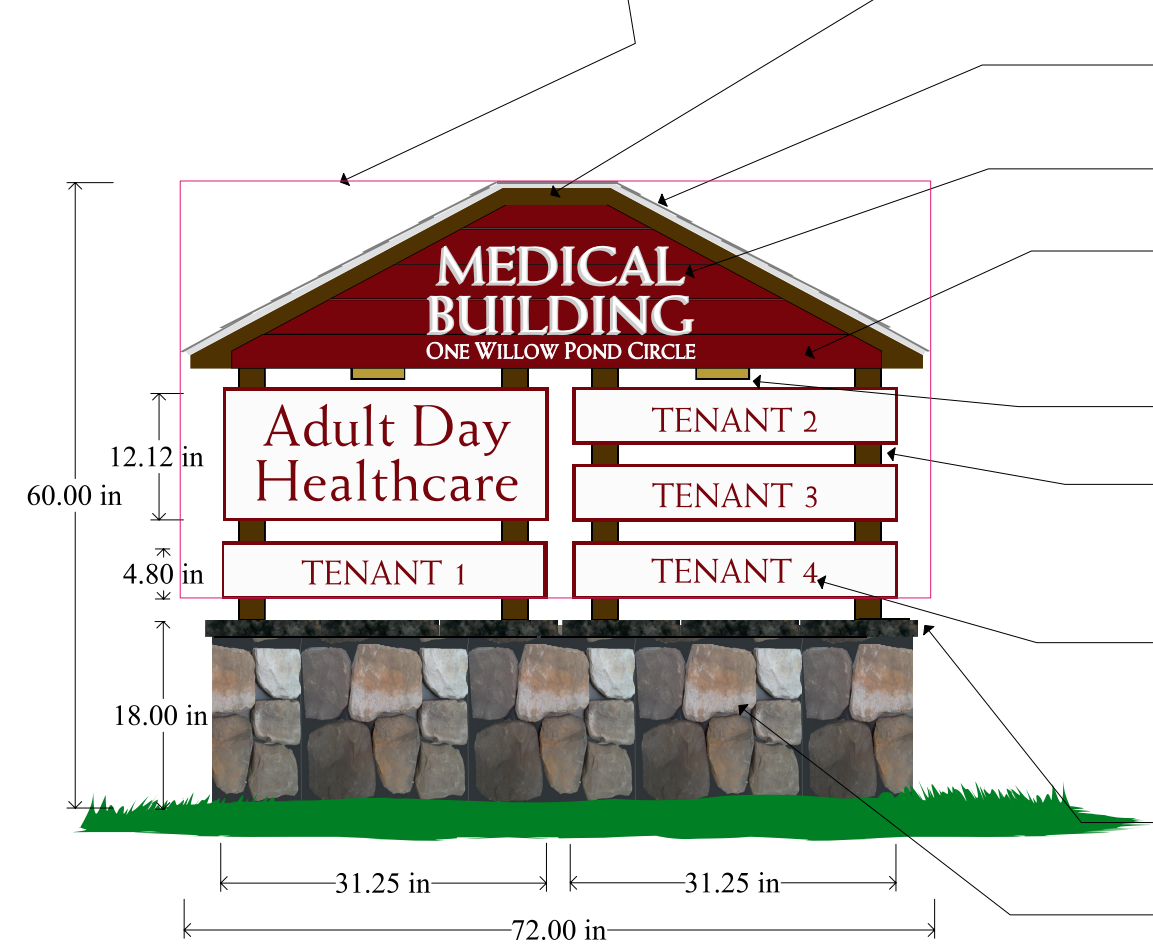 MEDICAL
BUILDING
ONE WILLOW POND CIRCLE
Adult Day
Healthcare
TENANT 1
TENANT 2
TENANT 3
TENANT 4
12.12 in
60.00 in
4.80 in
18.00 in
31.25 in
31.25 in
72.00 in